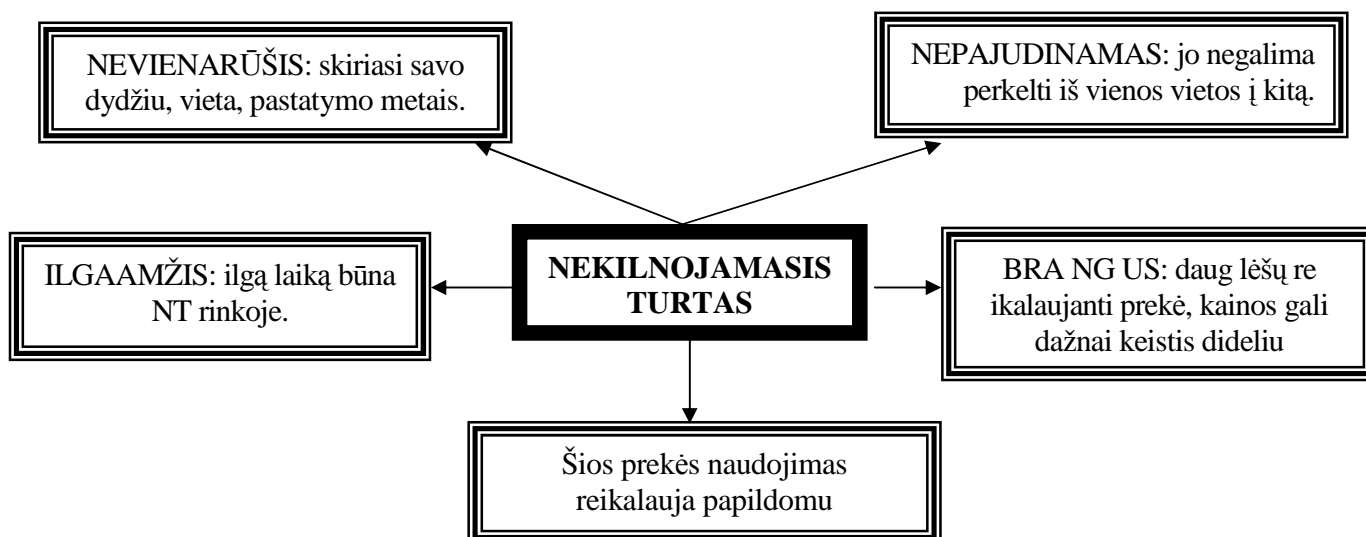 NEVIENARŪŠIS: skiriasi savo
dydžiu, vieta, pastatymo metais.
NEPAJUDINAMAS: jo negalima
perkelti iš vienos vietos į kitą.
ILGAAMŽIS: ilgą laiką būna
NT rinkoje.
NEKILNOJAMASIS
TURTAS
BRA NG US: daug lėšų re
ikalaujanti prekė, kainos gali
dažnai keistis dideliu
Šios prekės naudojimas
reikalauja papildomu